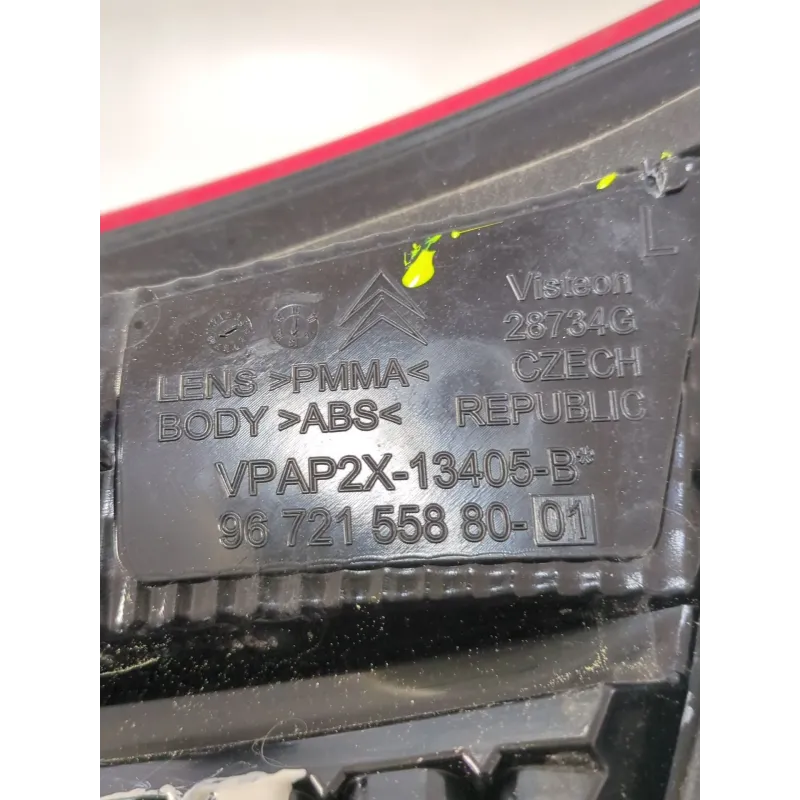 L
Visteon
28734G
LENS >PMMA< CZECH
BODY >ABS< REPUBLIC
VPAP2X-13405-B*
96 721 558 80-01